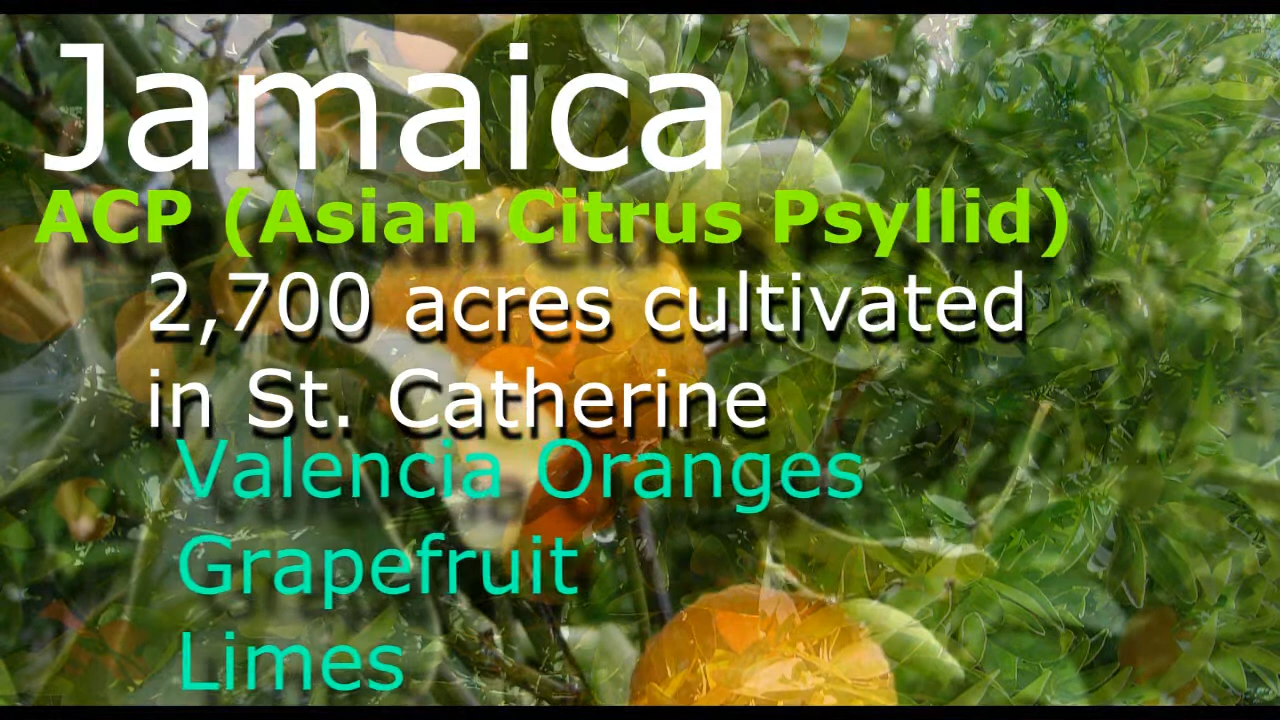 Jamaica
ACP (Asian Citrus Psyllid)
2,700 acres cultivated
in St. Catherine
Valencia Oranges
Grapefruit
Limes